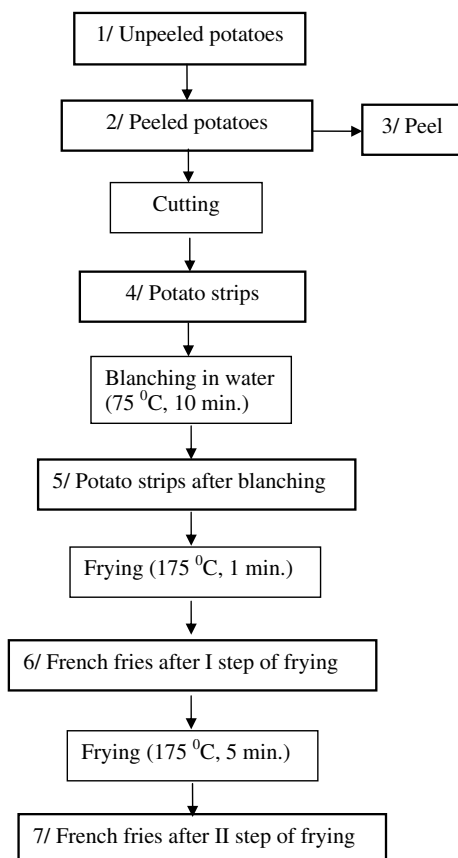 1/ Unpeeled potatoes
2/ Peeled potatoes
3/ Peel
Cutting
4/ Potato strips
Blanching in water
(75 ⁰C, 10 min.)
5/ Potato strips after blanching
Frying (175 ⁰C, 1 min.)
6/ French fries after I step of frying
Frying (175 ⁰C, 5 min.)
7/ French fries after II step of frying